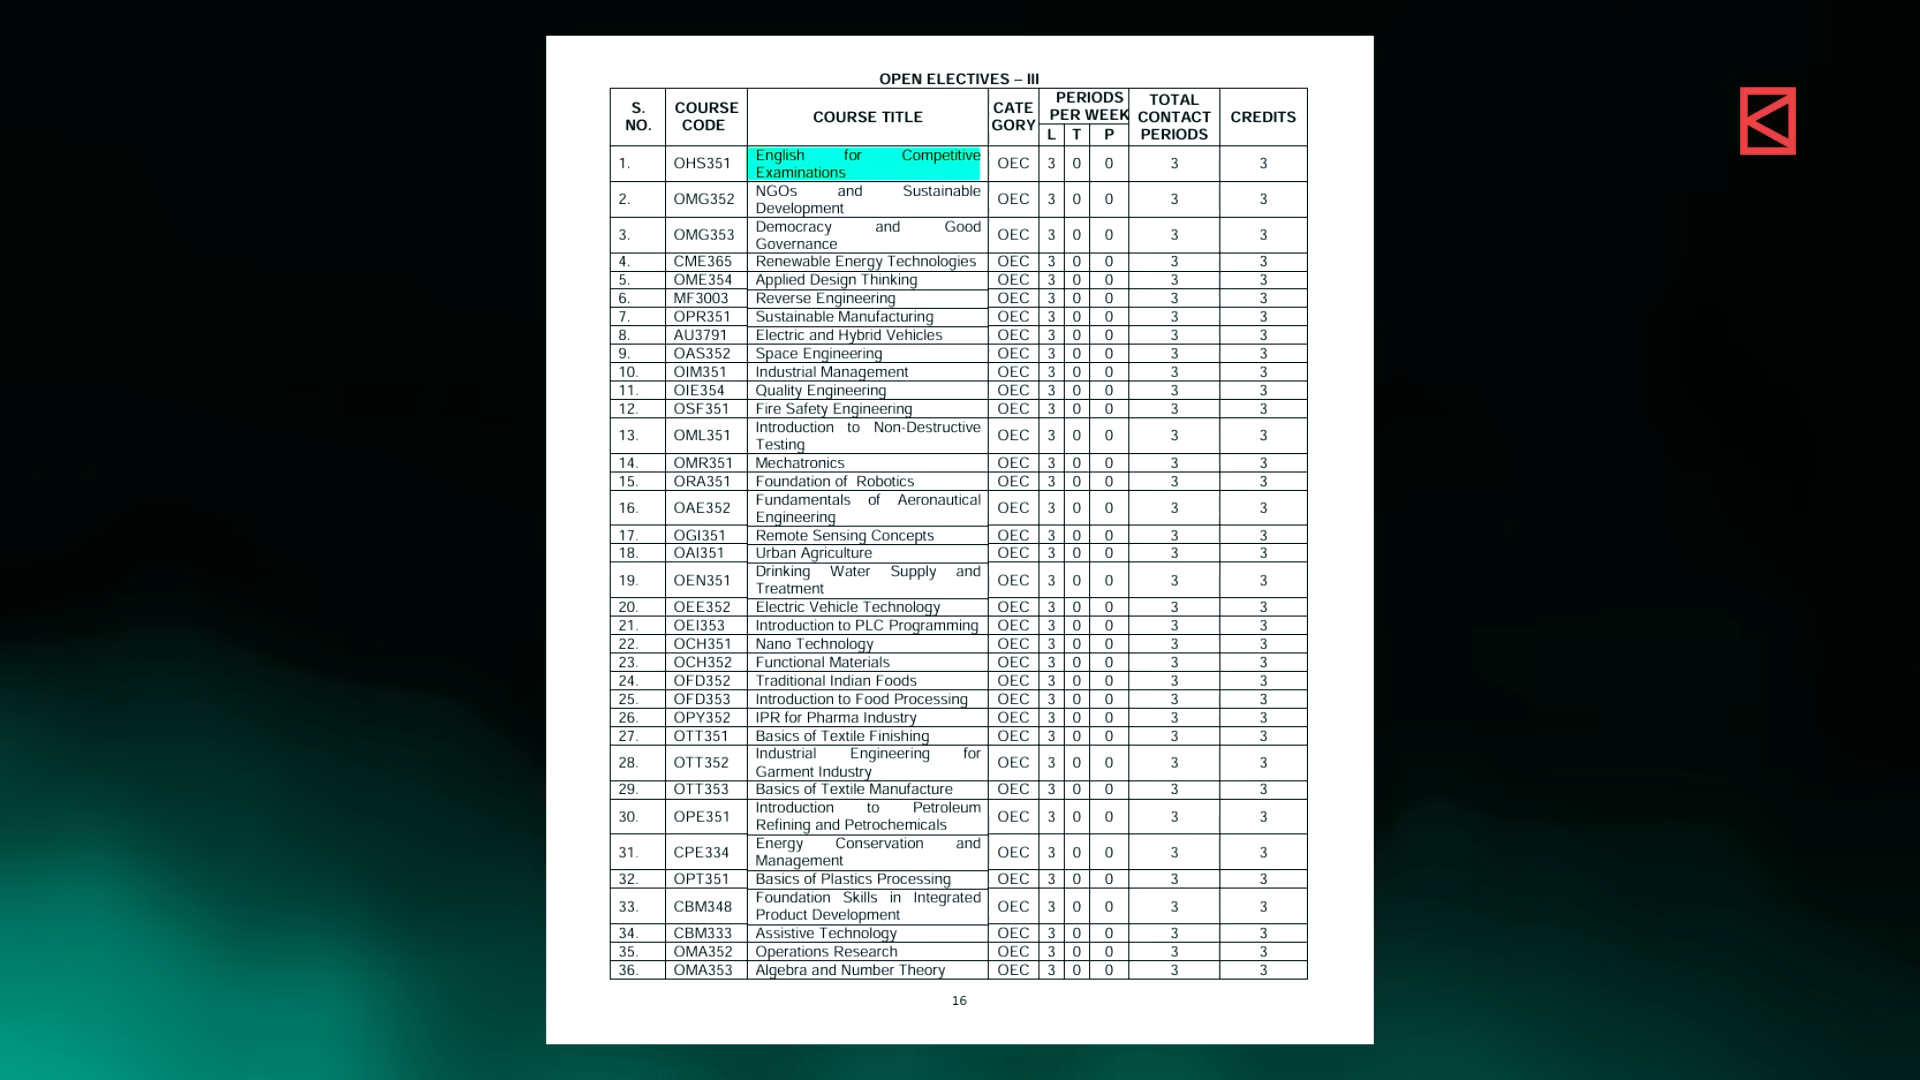 OPEN ELECTIVES – III
S. NO. COURSE CODE COURSE TITLE CATE GORY PERIODS PER WEEK TOTAL CONTACT PERIODS CREDITS
L T P
1. OHS351 English for Competitive Examinations OEC 3 0 0 3 3
2. OMG352 NGOs and Sustainable Development OEC 3 0 0 3 3
3. OMG353 Democracy and Good Governance OEC 3 0 0 3 3
4. CME365 Renewable Energy Technologies OEC 3 0 0 3 3
5. OME354 Applied Design Thinking OEC 3 0 0 3 3
6. MF3003 Reverse Engineering OEC 3 0 0 3 3
7. OPR351 Sustainable Manufacturing OEC 3 0 0 3 3
8. AU3791 Electric and Hybrid Vehicles OEC 3 0 0 3 3
9. OAS352 Space Engineering OEC 3 0 0 3 3
10. OIM351 Industrial Management OEC 3 0 0 3 3
11. OIE354 Quality Engineering OEC 3 0 0 3 3
12. OSF351 Fire Safety Engineering OEC 3 0 0 3 3
13. OML351 Introduction to Non-Destructive Testing OEC 3 0 0 3 3
14. OMR351 Mechatronics OEC 3 0 0 3 3
15. ORA351 Foundation of Robotics OEC 3 0 0 3 3
16. OAE352 Fundamentals of Aeronautical Engineering OEC 3 0 0 3 3
17. OGI351 Remote Sensing Concepts OEC 3 0 0 3 3
18. OAI351 Urban Agriculture OEC 3 0 0 3 3
19. OEN351 Drinking Water Supply and Treatment OEC 3 0 0 3 3
20. OEE352 Electric Vehicle Technology OEC 3 0 0 3 3
21. OEI353 Introduction to PLC Programming OEC 3 0 0 3 3
22. OCH351 Nano Technology OEC 3 0 0 3 3
23. OCH352 Functional Materials OEC 3 0 0 3 3
24. OFD352 Traditional Indian Foods OEC 3 0 0 3 3
25. OFD353 Introduction to Food Processing OEC 3 0 0 3 3
26. OPY352 IPR for Pharma Industry OEC 3 0 0 3 3
27. OTT351 Basics of Textile Finishing OEC 3 0 0 3 3
28. OTT352 Industrial Engineering for Garment Industry OEC 3 0 0 3 3
29. OTT353 Basics of Textile Manufacture OEC 3 0 0 3 3
30. OPE351 Introduction to Petroleum Refining and Petrochemicals OEC 3 0 0 3 3
31. CPE334 Energy Conservation and Management OEC 3 0 0 3 3
32. OPT351 Basics of Plastics Processing OEC 3 0 0 3 3
33. CBM348 Foundation Skills in Integrated Product Development OEC 3 0 0 3 3
34. CBM333 Assistive Technology OEC 3 0 0 3 3
35. OMA352 Operations Research OEC 3 0 0 3 3
36. OMA353 Algebra and Number Theory OEC 3 0 0 3 3
16